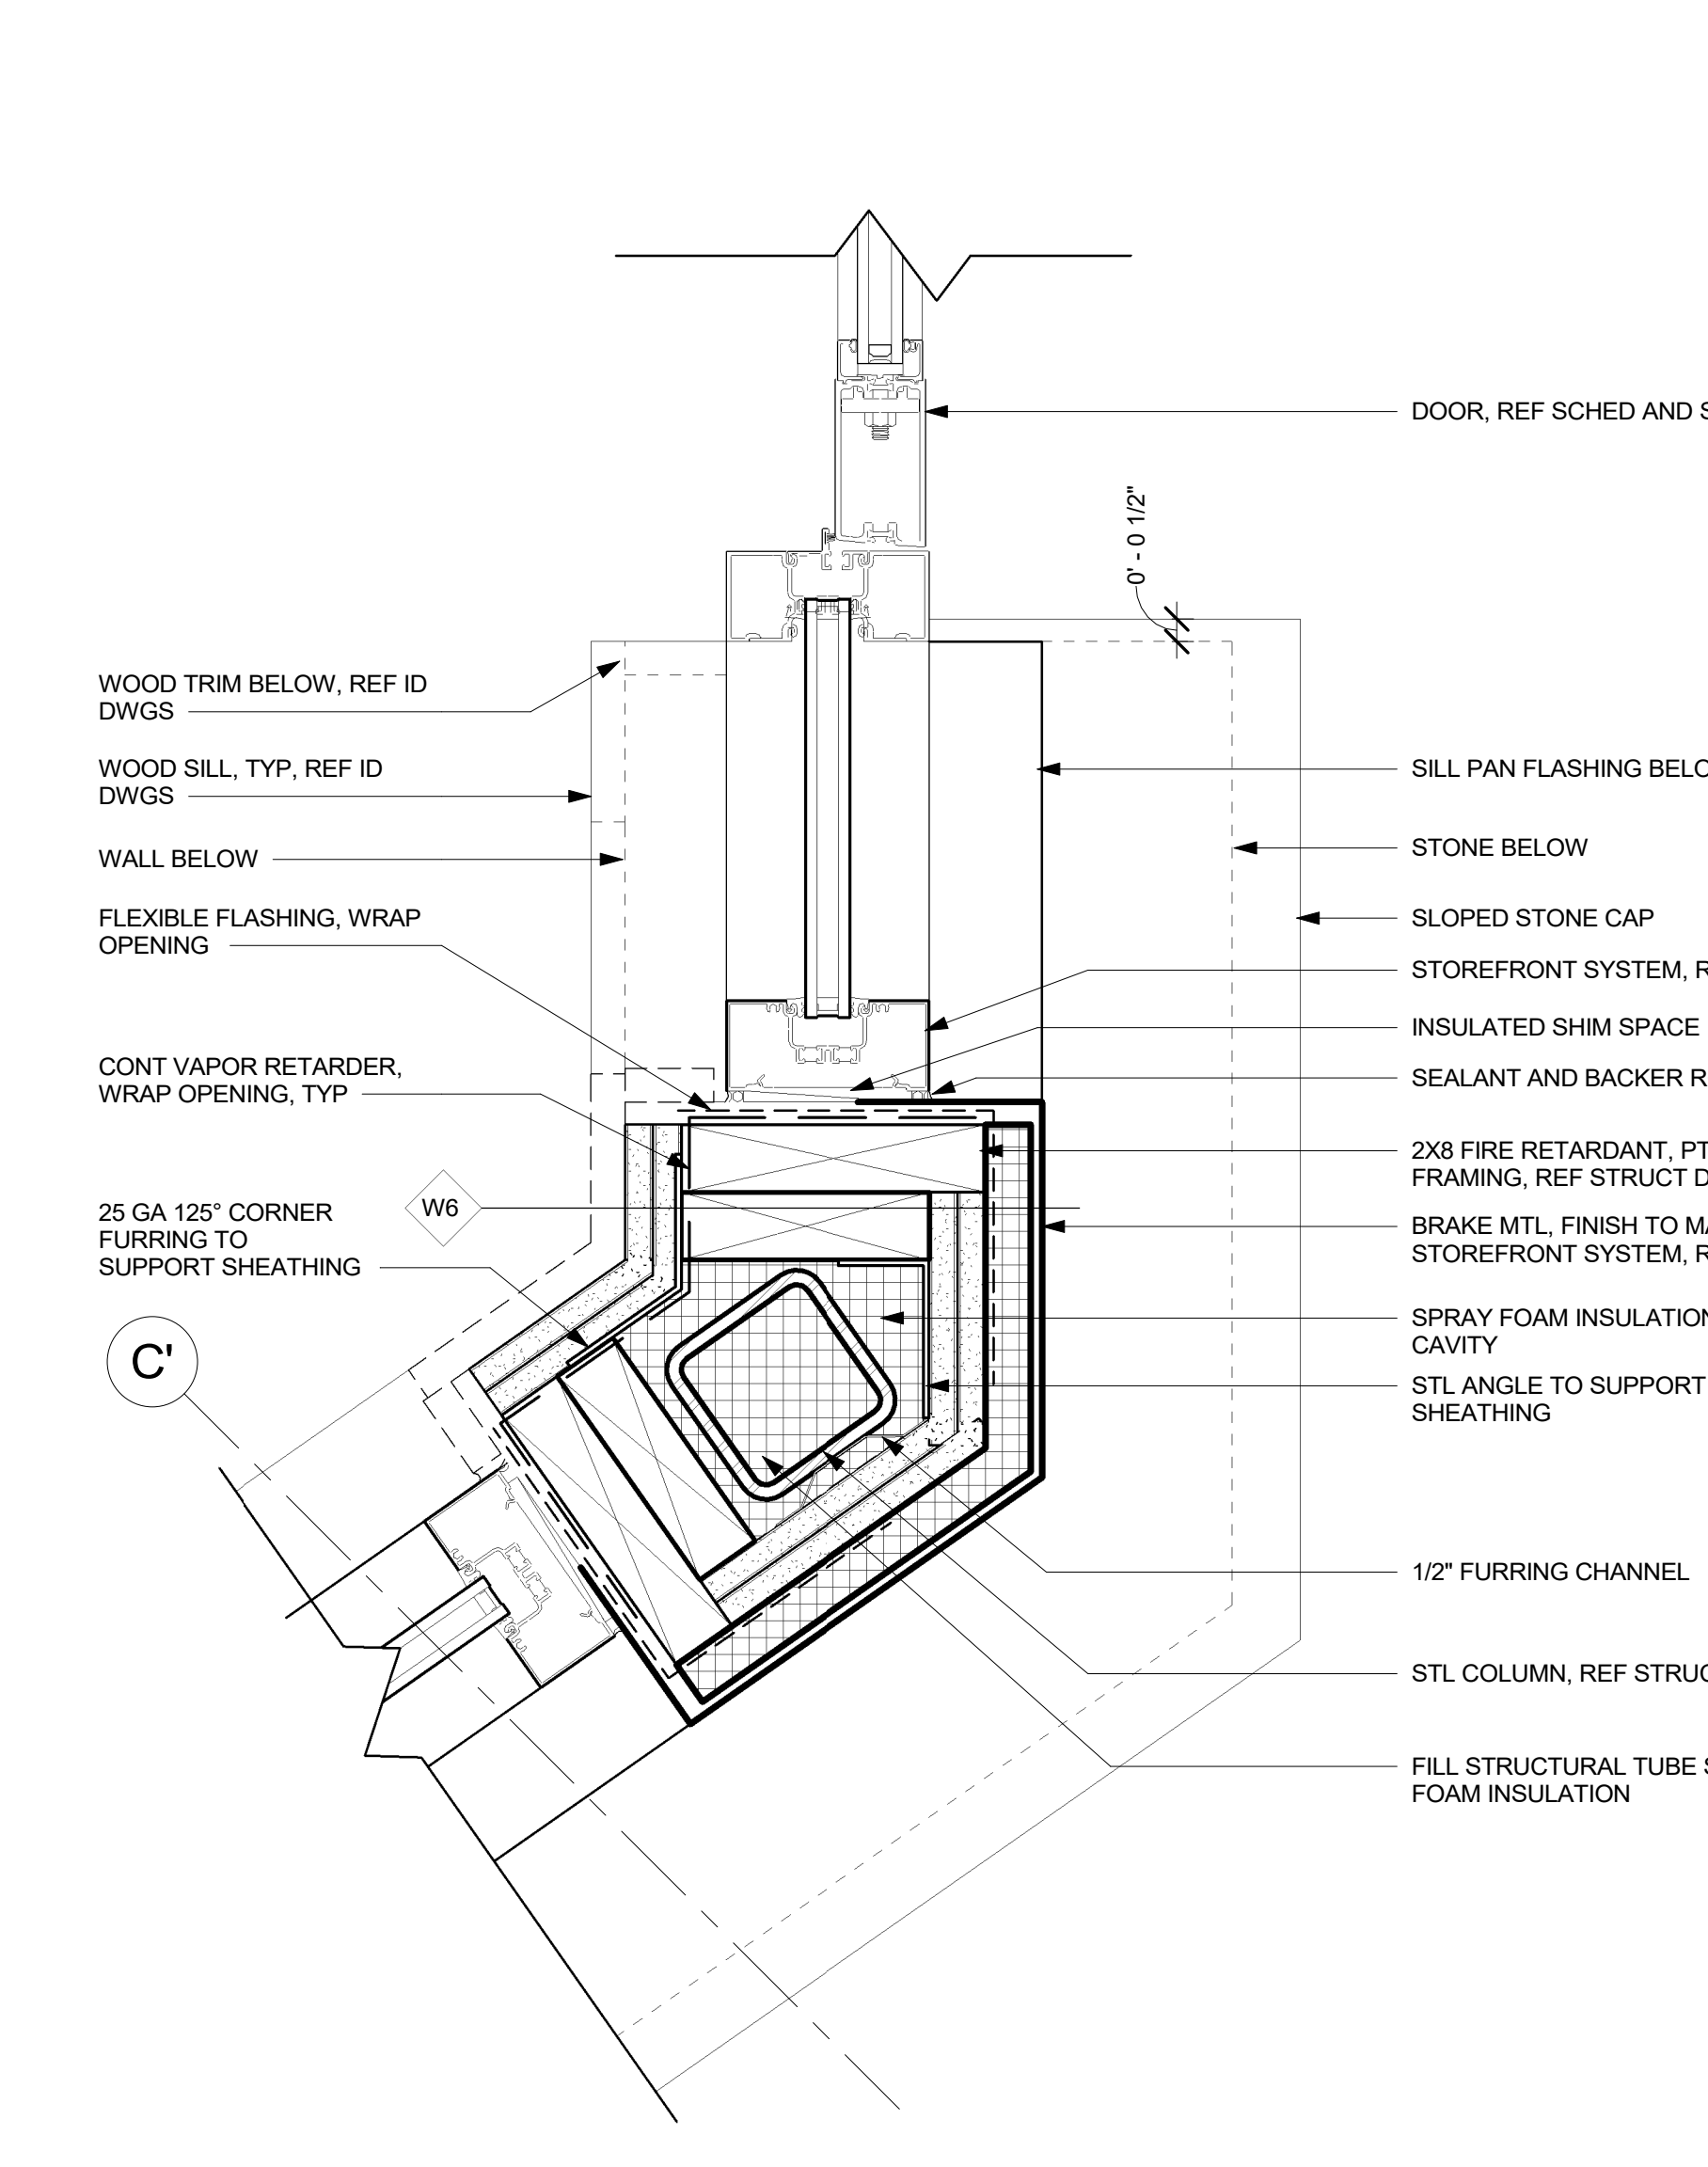 DOOR, REF SCHED AND
0' - 0 1/2"
WOOD TRIM BELOW, REF ID
DWGS
WOOD SILL, TYP, REF ID
DWGS
WALL BELOW
FLEXIBLE FLASHING, WRAP
OPENING
CONT VAPOR RETARDER,
WRAP OPENING, TYP
25 GA 125° CORNER
FURRING TO
SUPPORT SHEATHING
W6
C'
SILL PAN FLASHING
STONE BELOW
SLOPED STONE CAP
STOREFRONT SYSTEM,
INSULATED SHIM SPACE
SEALANT AND BACKER
2X8 FIRE RETARDANT, PT
FRAMING, REF STRUCT
BRAKE MTL, FINISH TO
STOREFRONT SYSTEM,
SPRAY FOAM INSULATION
CAVITY
STL ANGLE TO SUPPORT
SHEATHING
1/2" FURRING CHANNEL
STL COLUMN, REF
FILL STRUCTURAL TUBE
FOAM INSULATION